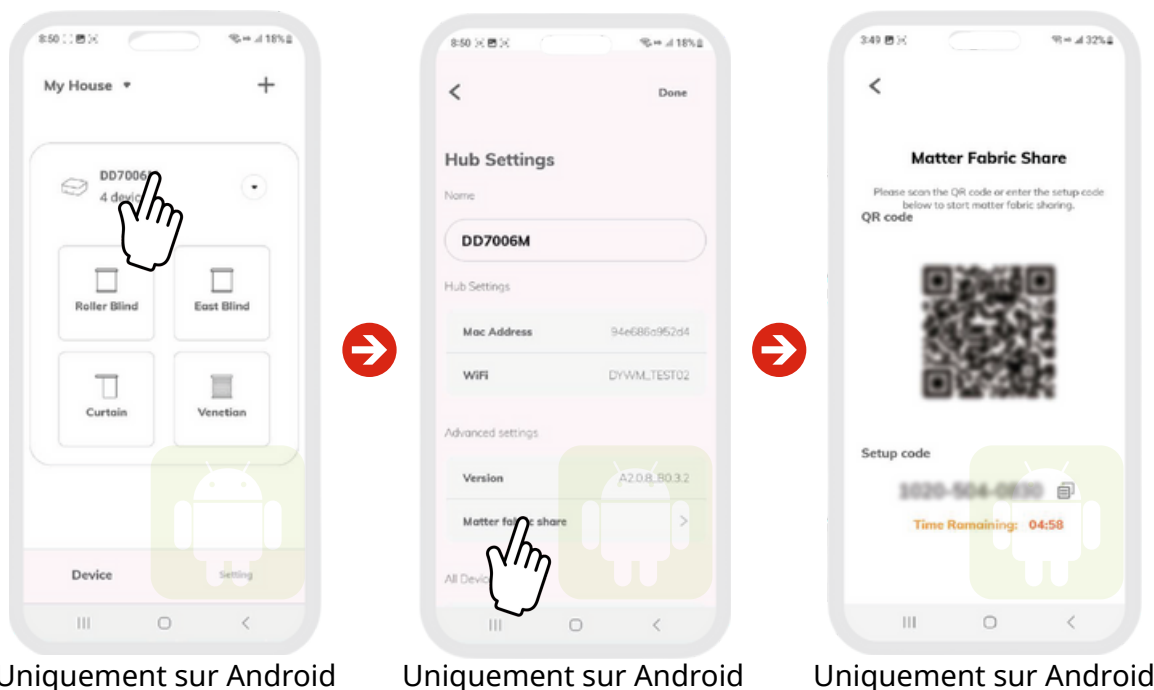 8:50
18%
My House
+
DD7006
4 devic
Roller Blind
East Blind
Curtain
Venetian
Device
Setting
Uniquement sur Android
8:50
18%
Done
Hub Settings
Name
DD7006M
Hub Settings
Mac Address
94e686a952d4
WiFi
DYWM_TEST02
Advanced settings
Version
A2.0.8_B0.3.2
Matter fabric share
All Devic
Uniquement sur Android
3:49
32%
Matter Fabric Share
Please scan the QR code or enter the setup code
below to start matter fabric sharing.
QR code
Setup code
Time Remaining: 04:58
Uniquement sur Android